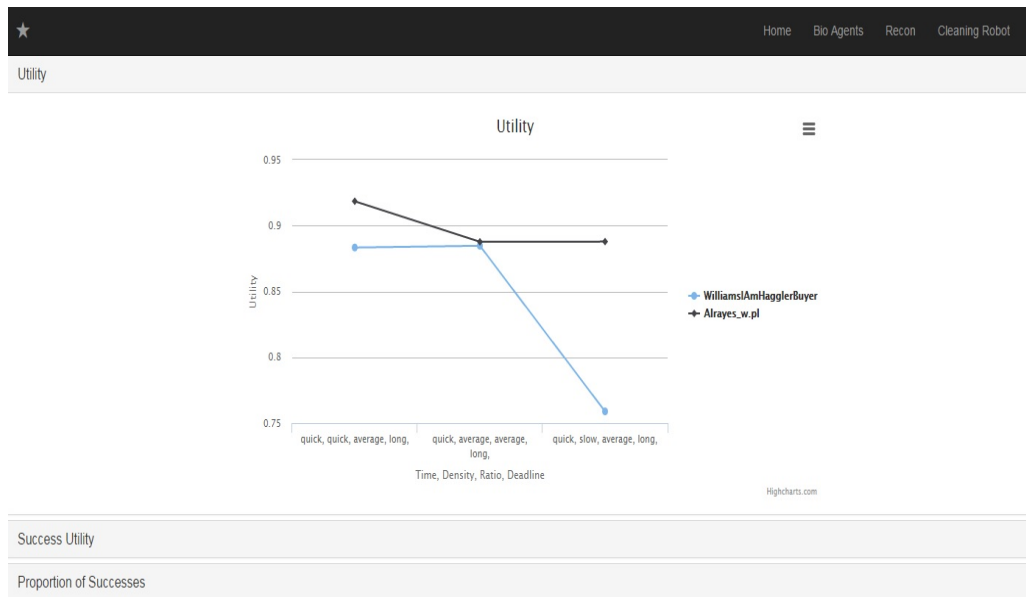 Home Bio Agents Recon Cleaning Robot
Utility
Utility
0.95
0.9
0.85
0.8
0.75
Utility
quick, quick, average, long,
quick, average, average,
long,
quick, slow, average, long,
Time, Density, Ratio, Deadline
WilliamsIAmHagglerBuyer
Alrayes_w.pl
Highcharts.com
Success Utility
Proportion of Successes